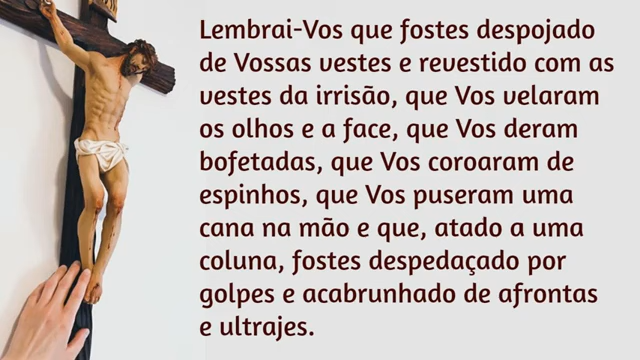 Lembrai-Vos que fostes despojado
de Vossas vestes e revestido com as
vestes da irrisão, que Vos velaram
os olhos e a face, que Vos deram
bofetadas, que Vos coroaram de
espinhos, que Vos puseram uma
cana na mão e que, atado a uma
coluna, fostes despedaçado por
golpes e acabrunhado de afrontas
e ultrajes.